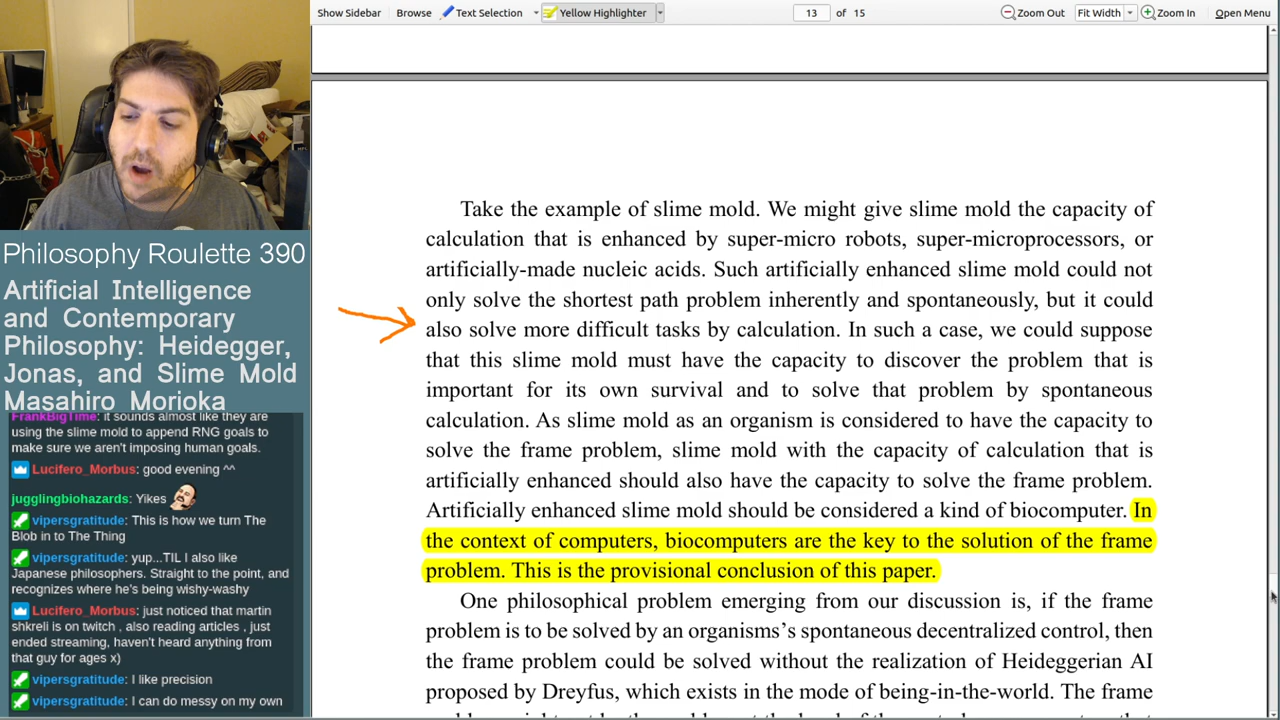 Show Sidebar Browse Text Selection Yellow Highlighter 13 of 15 Zoom Out Fit Width Zoom In Open Menu
Take the example of slime mold. We might give slime mold the capacity of
calculation that is enhanced by super-micro robots, super-microprocessors, or
artificially-made nucleic acids. Such artificially enhanced slime mold could not
only solve the shortest path problem inherently and spontaneously, but it could
also solve more difficult tasks by calculation. In such a case, we could suppose
that this slime mold must have the capacity to discover the problem that is
important for its own survival and to solve that problem by spontaneous
calculation. As slime mold as an organism is considered to have the capacity to
solve the frame problem, slime mold with the capacity of calculation that is
artificially enhanced should also have the capacity to solve the frame problem.
Artificially enhanced slime mold should be considered a kind of biocomputer. In
the context of computers, biocomputers are the key to the solution of the frame
problem. This is the provisional conclusion of this paper.
One philosophical problem emerging from our discussion is, if the frame
problem is to be solved by an organisms's spontaneous decentralized control, then
the frame problem could be solved without the realization of Heideggerian AI
proposed by Dreyfus, which exists in the mode of being-in-the-world. The frame
Philosophy Roulette 390
Artificial Intelligence
and Contemporary
Philosophy: Heidegger,
Jonas, and Slime Mold
Masahiro Morioka
FrankBigTime: it sounds almost like they are
using the slime mold to append RNG goals to
make sure we aren't imposing human goals.
Lucifero_Morbus: good evening ^^
jugglingbiohazards: Yikes
vipersgratitude: This is how we turn The
Blob in to The Thing
vipersgratitude: yup...TIL I also like
Japanese philosophers. Straight to the point, and
recognizes where he's being wishy-washy
Lucifero_Morbus: just noticed that martin
shkreli is on twitch , also reading articles , just
ended streaming, haven't heard anything from
that guy for ages x)
vipersgratitude: I like precision
vipersgratitude: I can do messy on my own